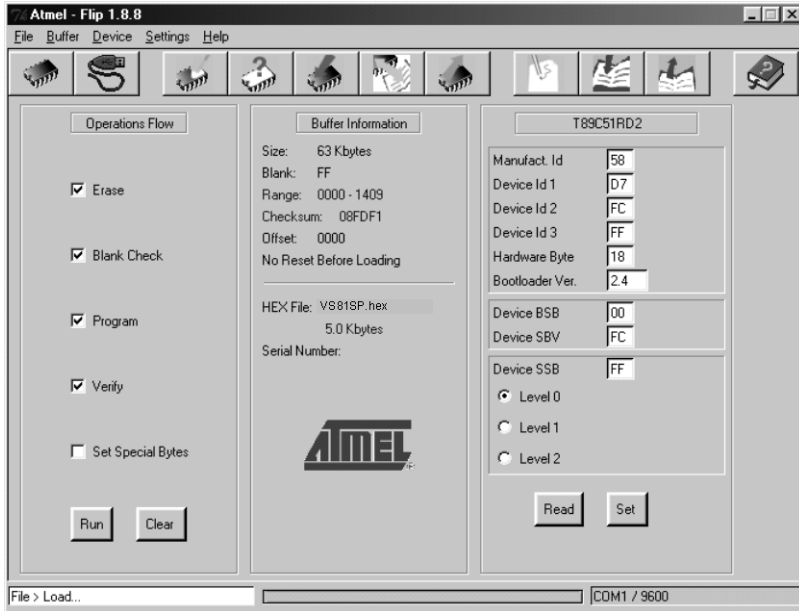 Atmel - Flip 1.8.8
File Buffer Device Settings Help
Operations Flow
Erase
Blank Check
Program
Verify
Set Special Bytes
Run Clear
Buffer Information
Size: 63 Kbytes
Blank: FF
Range: 0000 - 1409
Checksum: 08FDF1
Offset: 0000
No Reset Before Loading
HEX File: VS81SP.hex
5.0 Kbytes
Serial Number:
ATMEL
T89C51RD2
Manufact. Id 58
Device Id 1 D7
Device Id 2 FC
Device Id 3 FF
Hardware Byte 18
Bootloader Ver. 2.4
Device BSB 00
Device SBV FC
Device SSB FF
Level 0
Level 1
Level 2
Read Set
File > Load...
COM1 / 9600